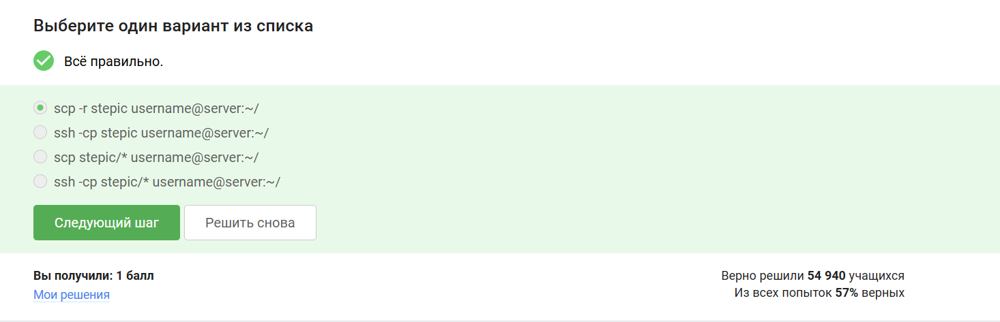 Выберите один вариант из списка
Всё правильно.
scp -r stepic username@server:~/
ssh -cp stepic username@server:~/
scp stepic/* username@server:~/
ssh -cp stepic/* username@server:~/
Следующий шаг Решить снова
Вы получили: 1 балл Верно решили 54 940 учащихся
Мои решения Из всех попыток 57% верных